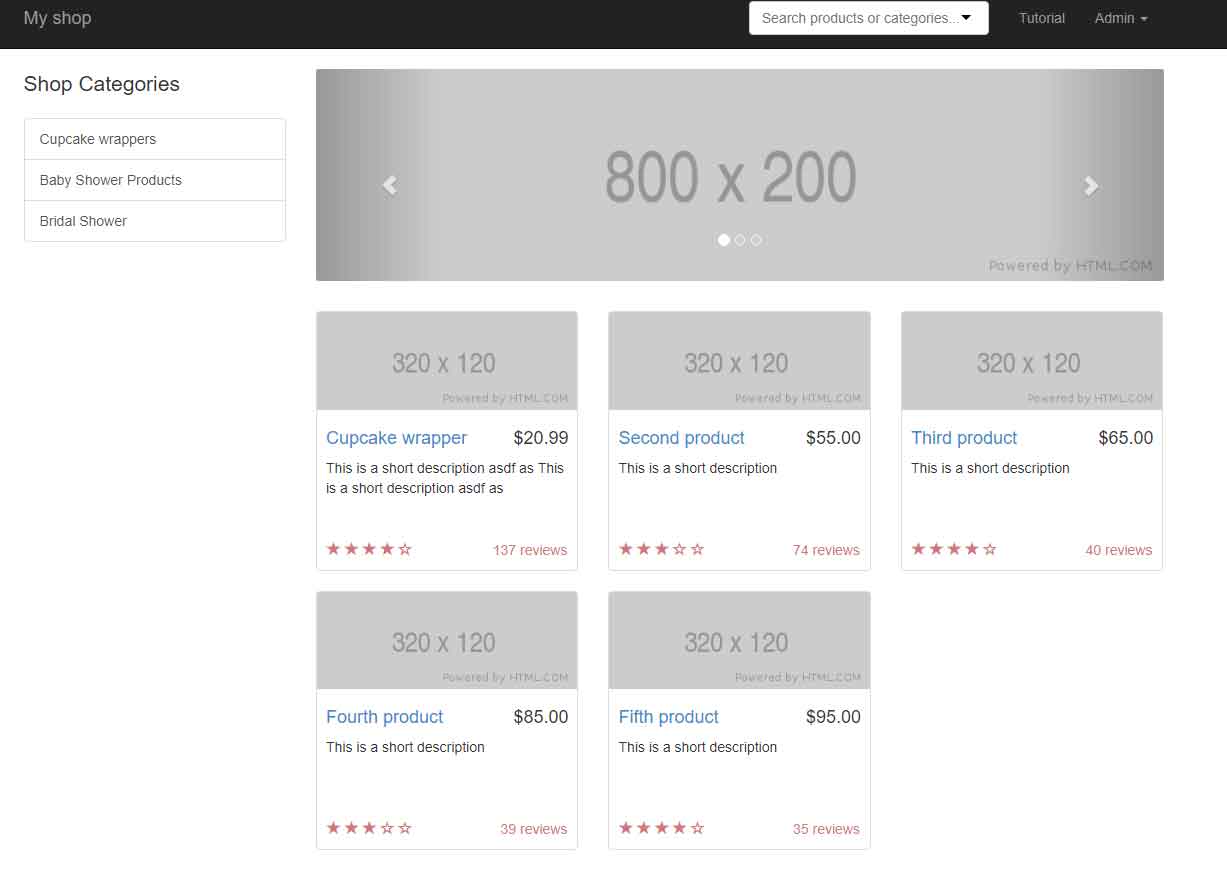 My shop
Search products or categories...
Tutorial
Admin
Shop Categories
Cupcake wrappers
Baby Shower Products
Bridal Shower
800 x 200
Powered by HTML.COM
320 x 120
Powered by HTML.COM
Cupcake wrapper $20.99
This is a short description asdf as This
is a short description asdf as
137 reviews
320 x 120
Powered by HTML.COM
Second product $55.00
This is a short description
74 reviews
320 x 120
Powered by HTML.COM
Third product $65.00
This is a short description
40 reviews
320 x 120
Powered by HTML.COM
Fourth product $85.00
This is a short description
39 reviews
320 x 120
Powered by HTML.COM
Fifth product $95.00
This is a short description
35 reviews